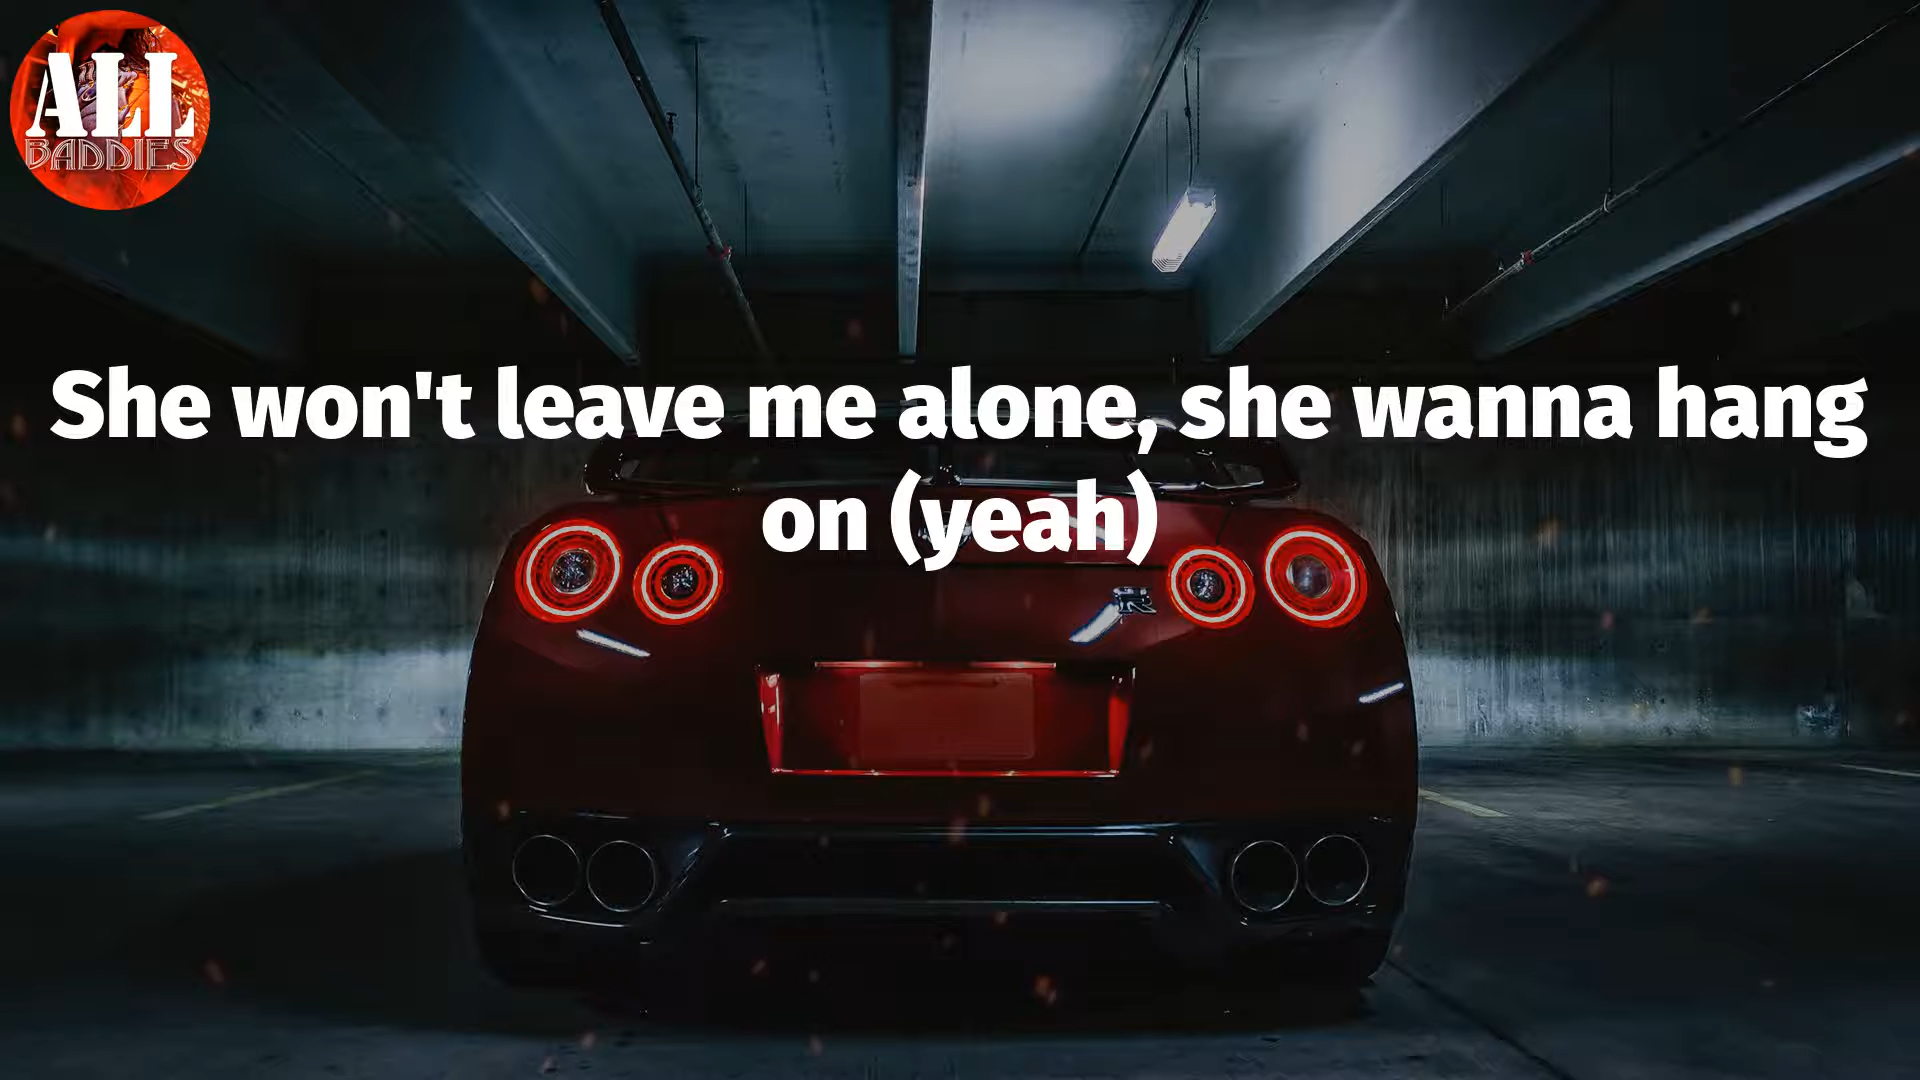 ALL
BADDIES
She won't leave me alone, she wanna hang
on (yeah)
R